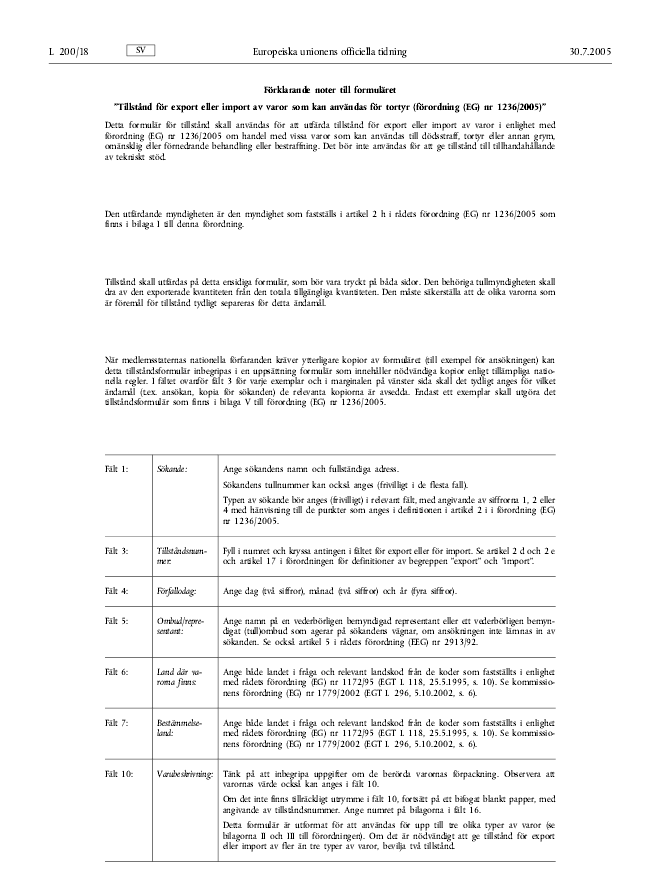 L 200/18 SV Europeiska unionens officiella tidning 30.7.2005
Förklarande noter till formuläret
”Tillstånd för export eller import av varor som kan användas för tortyr (förordning (EG) nr 1236/2005)”
Detta formulär för tillstånd skall användas för att utfärda tillstånd för export eller import av varor i enlighet med
förordning (EG) nr 1236/2005 om handel med vissa varor som kan användas till dödsstraff, tortyr eller annan grym,
omänsklig eller förnedrande behandling eller bestraffning. Det bör inte användas för att ge tillstånd till tillhandahållande
av tekniskt stöd.
Den utfärdande myndigheten är den myndighet som fastställs i artikel 2 h i rådets förordning (EG) nr 1236/2005 som
finns i bilaga I till denna förordning.
Tillstånd skall utfärdas på detta ensidiga formulär, som bör vara tryckt på båda sidor. Den behöriga tullmyndigheten skall
dra av den exporterade kvantiteten från den totala tillgängliga kvantiteten. Den måste säkerställa att de olika varorna som
är föremål för tillstånd tydligt separeras för detta ändamål.
När medlemsstaternas nationella förfaranden kräver ytterligare kopior av formuläret (till exempel för ansökningen) kan
detta tillståndsformulär inbegripas i en uppsättning formulär som innehåller nödvändiga kopior enligt tillämpliga natio-
nella regler. I fältet ovanför fält 3 för varje exemplar och i marginalen på vänster sida skall det tydligt anges för vilket
ändamål (t.ex. ansökan, kopia för sökanden) de relevanta kopiorna är avsedda. Endast ett exemplar skall utgöra det
tillståndsformulär som finns i bilaga V till förordning (EG) nr 1236/2005.
Fält 1: Sökande: Ange sökandens namn och fullständiga adress.
Sökandens tullnummer kan också anges (frivilligt i de flesta fall).
Typen av sökande bör anges (frivilligt) i relevant fält, med angivande av siffrorna 1, 2 eller
4 med hänvisning till de punkter som anges i definitionen i artikel 2 i i förordning (EG)
nr 1236/2005.
Fält 3: Tillståndsnum-
mer: Fyll i numret och kryssa antingen i fältet för export eller för import. Se artikel 2 d och 2 e
och artikel 17 i förordningen för definitioner av begreppen ”export” och ”import”.
Fält 4: Förfallodag: Ange dag (två siffror), månad (två siffror) och år (fyra siffror).
Fält 5: Ombud/repre-
sentant: Ange namn på en vederbörligen bemyndigad representant eller ett vederbörligen bemyn-
digat (tull)ombud som agerar på sökandens vägnar, om ansökningen inte lämnas in av
sökanden. Se också artikel 5 i rådets förordning (EEG) nr 2913/92.
Fält 6: Land där va-
rorna finns: Ange både landet i fråga och relevant landskod från de koder som fastställts i enlighet
med rådets förordning (EG) nr 1172/95 (EGT L 118, 25.5.1995, s. 10). Se kommissio-
nens förordning (EG) nr 1779/2002 (EGT L 296, 5.10.2002, s. 6).
Fält 7: Bestämmelse-
land: Ange både landet i fråga och relevant landskod från de koder som fastställts i enlighet
med rådets förordning (EG) nr 1172/95 (EGT L 118, 25.5.1995, s. 10). Se kommissio-
nens förordning (EG) nr 1779/2002 (EGT L 296, 5.10.2002, s. 6).
Fält 10: Varubeskrivning: Tänk på att inbegripa uppgifter om de berörda varornas förpackning. Observera att
varornas värde också kan anges i fält 10.
Om det inte finns tillräckligt utrymme i fält 10, fortsätt på ett bifogat blankt papper, med
angivande av tillståndsnummer. Ange numret på bilagorna i fält 16.
Detta formulär är utformat för att användas för upp till tre olika typer av varor (se
bilagorna II och III till förordningen). Om det är nödvändigt att ge tillstånd för export
eller import av fler än tre typer av varor, bevilja två tillstånd.